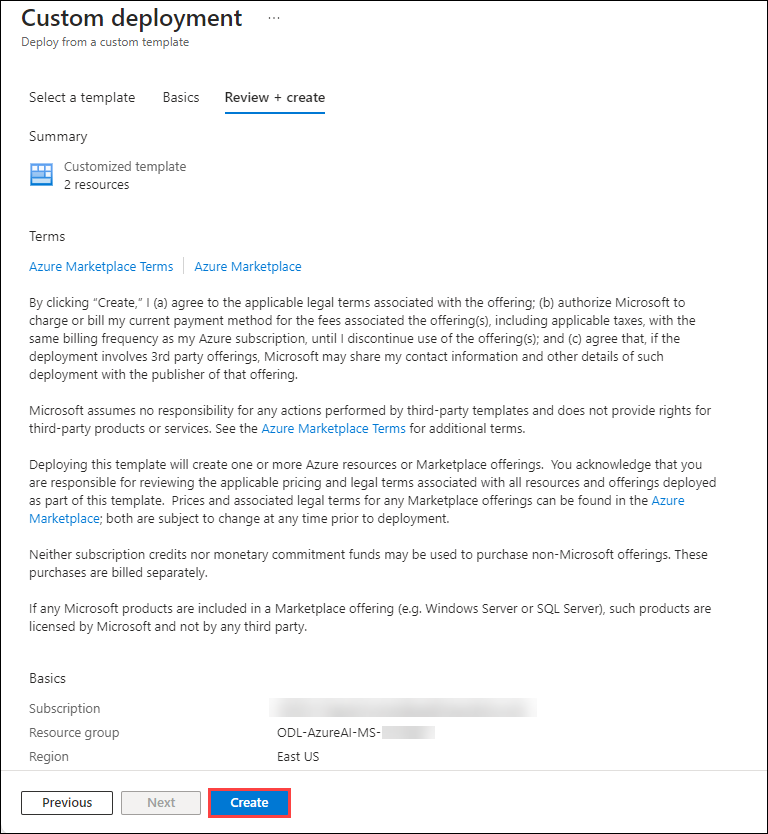 Custom deployment ...
Deploy from a custom template
Select a template Basics Review + create
Summary
Customized template
2 resources
Terms
Azure Marketplace Terms Azure Marketplace
By clicking “Create,” I (a) agree to the applicable legal terms associated with the offering; (b) authorize Microsoft to
charge or bill my current payment method for the fees associated the offering(s), including applicable taxes, with the
same billing frequency as my Azure subscription, until I discontinue use of the offering(s); and (c) agree that, if the
deployment involves 3rd party offerings, Microsoft may share my contact information and other details of such
deployment with the publisher of that offering.
Microsoft assumes no responsibility for any actions performed by third-party templates and does not provide rights for
third-party products or services. See the Azure Marketplace Terms for additional terms.
Deploying this template will create one or more Azure resources or Marketplace offerings. You acknowledge that you
are responsible for reviewing the applicable pricing and legal terms associated with all resources and offerings deployed
as part of this template. Prices and associated legal terms for any Marketplace offerings can be found in the Azure
Marketplace; both are subject to change at any time prior to deployment.
Neither subscription credits nor monetary commitment funds may be used to purchase non-Microsoft offerings. These
purchases are billed separately.
If any Microsoft products are included in a Marketplace offering (e.g. Windows Server or SQL Server), such products are
licensed by Microsoft and not by any third party.
Basics
Subscription
Resource group ODL-AzureAI-MS-
Region East US
Previous Next Create